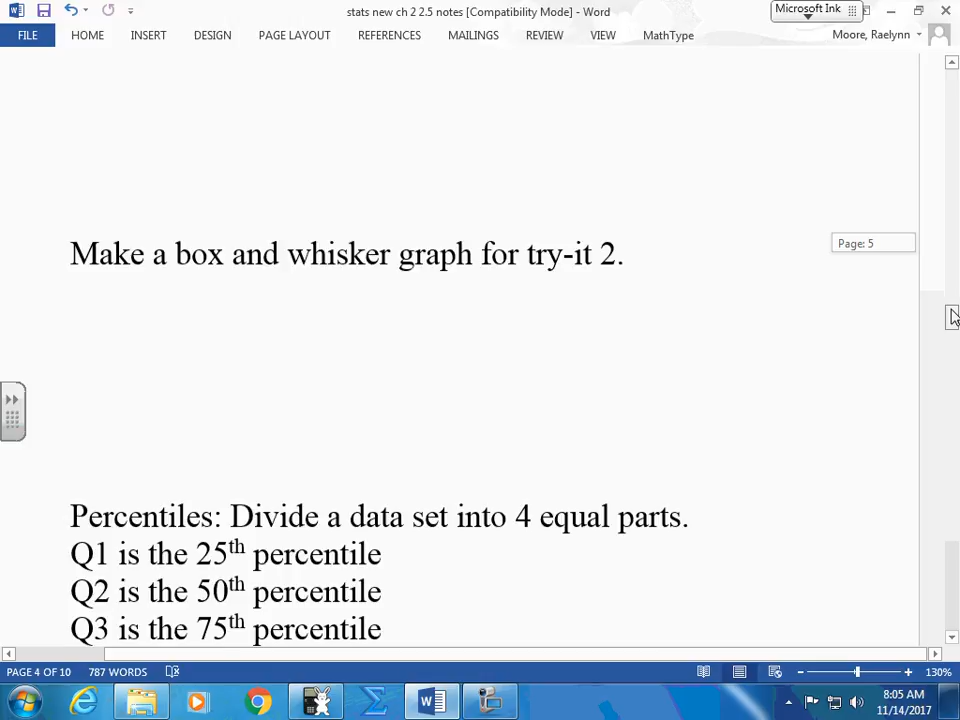 stats new ch 2 2.5 notes [Compatibility Mode] - Word
Microsoft Ink
FILE HOME INSERT DESIGN PAGE LAYOUT REFERENCES MAILINGS REVIEW VIEW MathType Moore, Raelynn
Make a box and whisker graph for try-it 2.
Page: 5
Percentiles: Divide a data set into 4 equal parts.
Q1 is the 25th percentile
Q2 is the 50th percentile
Q3 is the 75th percentile
PAGE 4 OF 10 787 WORDS 130%
8:05 AM
11/14/2017